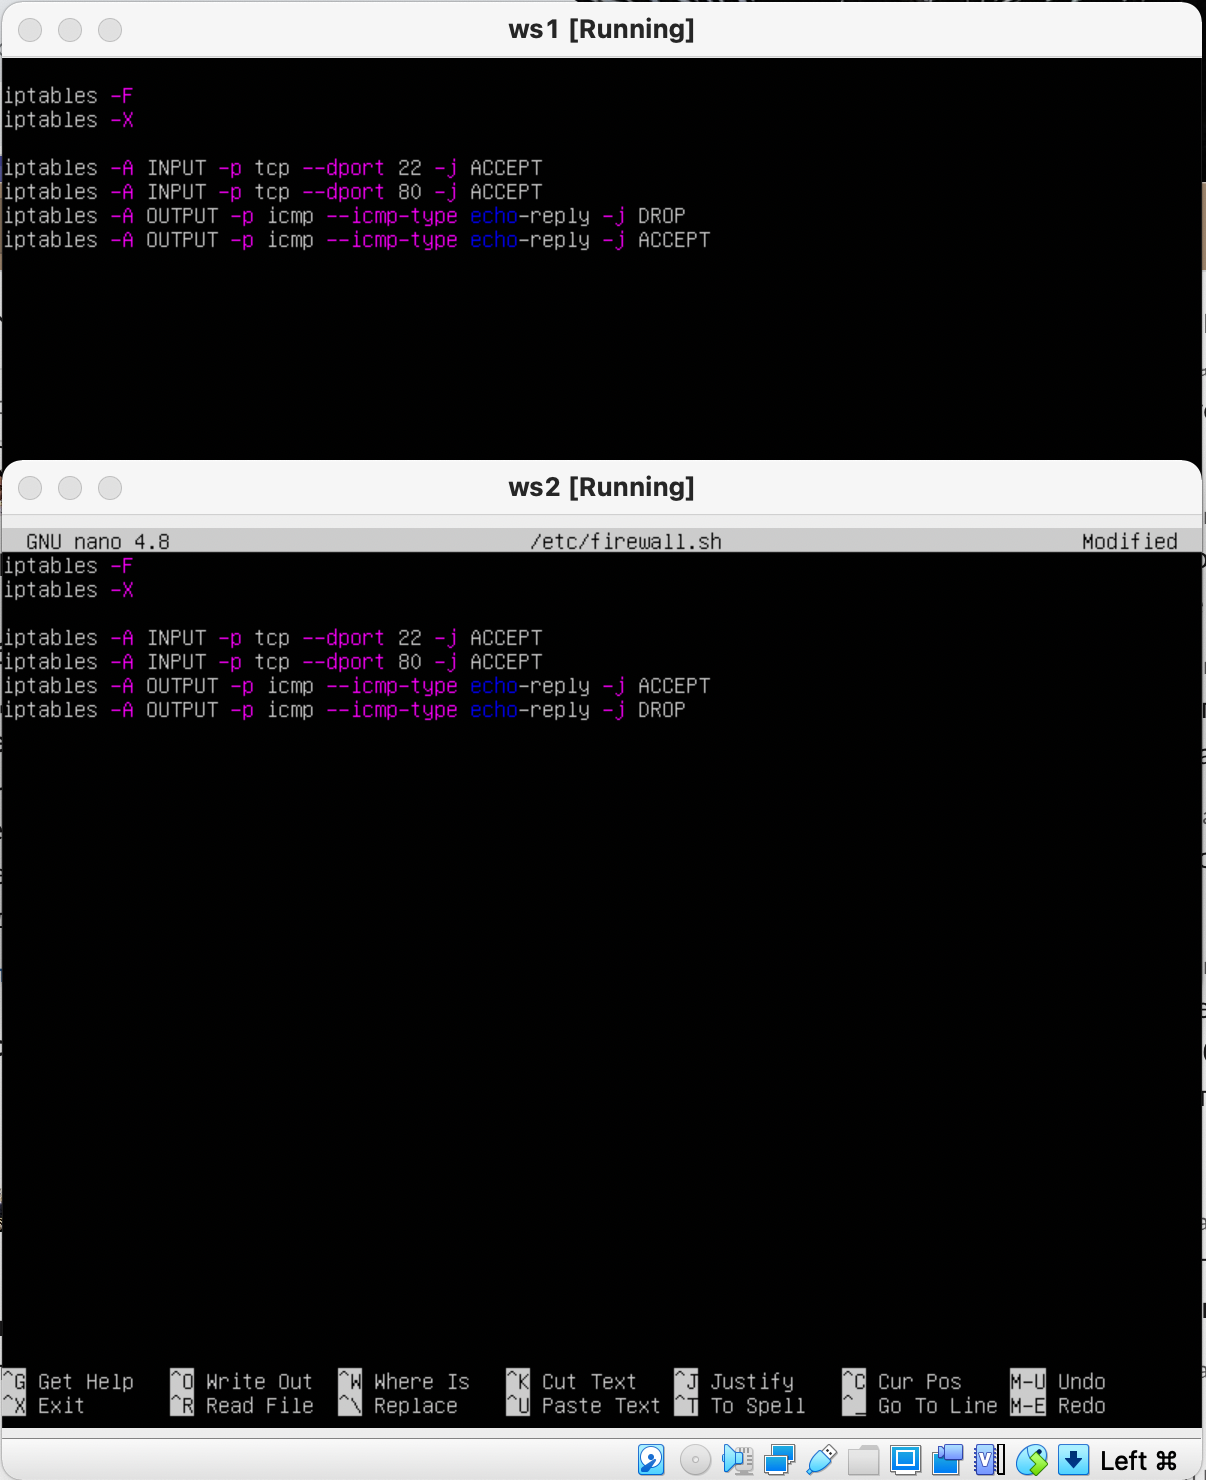 ws1 [Running]
iptables -F
iptables -X
iptables -A INPUT -p tcp --dport 22 -j ACCEPT
iptables -A INPUT -p tcp --dport 80 -j ACCEPT
iptables -A OUTPUT -p icmp --icmp-type echo-reply -j DROP
iptables -A OUTPUT -p icmp --icmp-type echo-reply -j ACCEPT
ws2 [Running]
GNU nano 4.8 /etc/firewall.sh Modified
iptables -F
iptables -X
iptables -A INPUT -p tcp --dport 22 -j ACCEPT
iptables -A INPUT -p tcp --dport 80 -j ACCEPT
iptables -A OUTPUT -p icmp --icmp-type echo-reply -j ACCEPT
iptables -A OUTPUT -p icmp --icmp-type echo-reply -j DROP
^G Get Help ^O Write Out ^W Where Is ^K Cut Text ^J Justify ^C Cur Pos M-U Undo
^X Exit ^R Read File ^\ Replace ^U Paste Text ^T To Spell ^_ Go To Line M-E Redo
Left ⌘